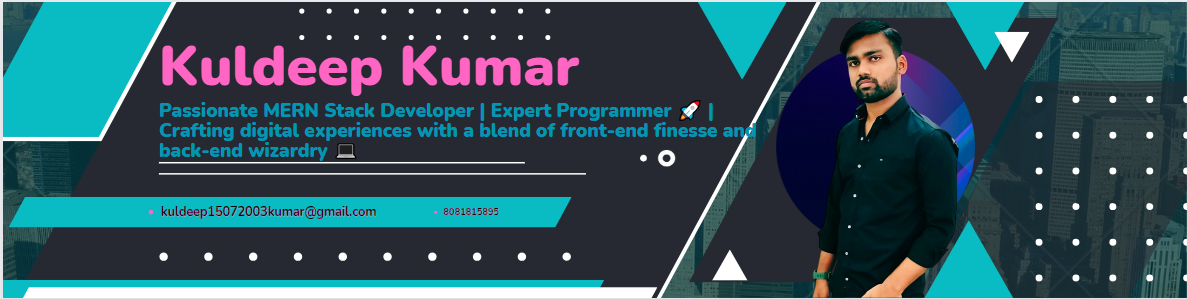 Kuldeep Kumar
Passionate MERN Stack Developer | Expert Programmer 🚀 |
Crafting digital experiences with a blend of front-end finesse and
back-end wizardry 💻
kuldeep15072003kumar@gmail.com
8081815895